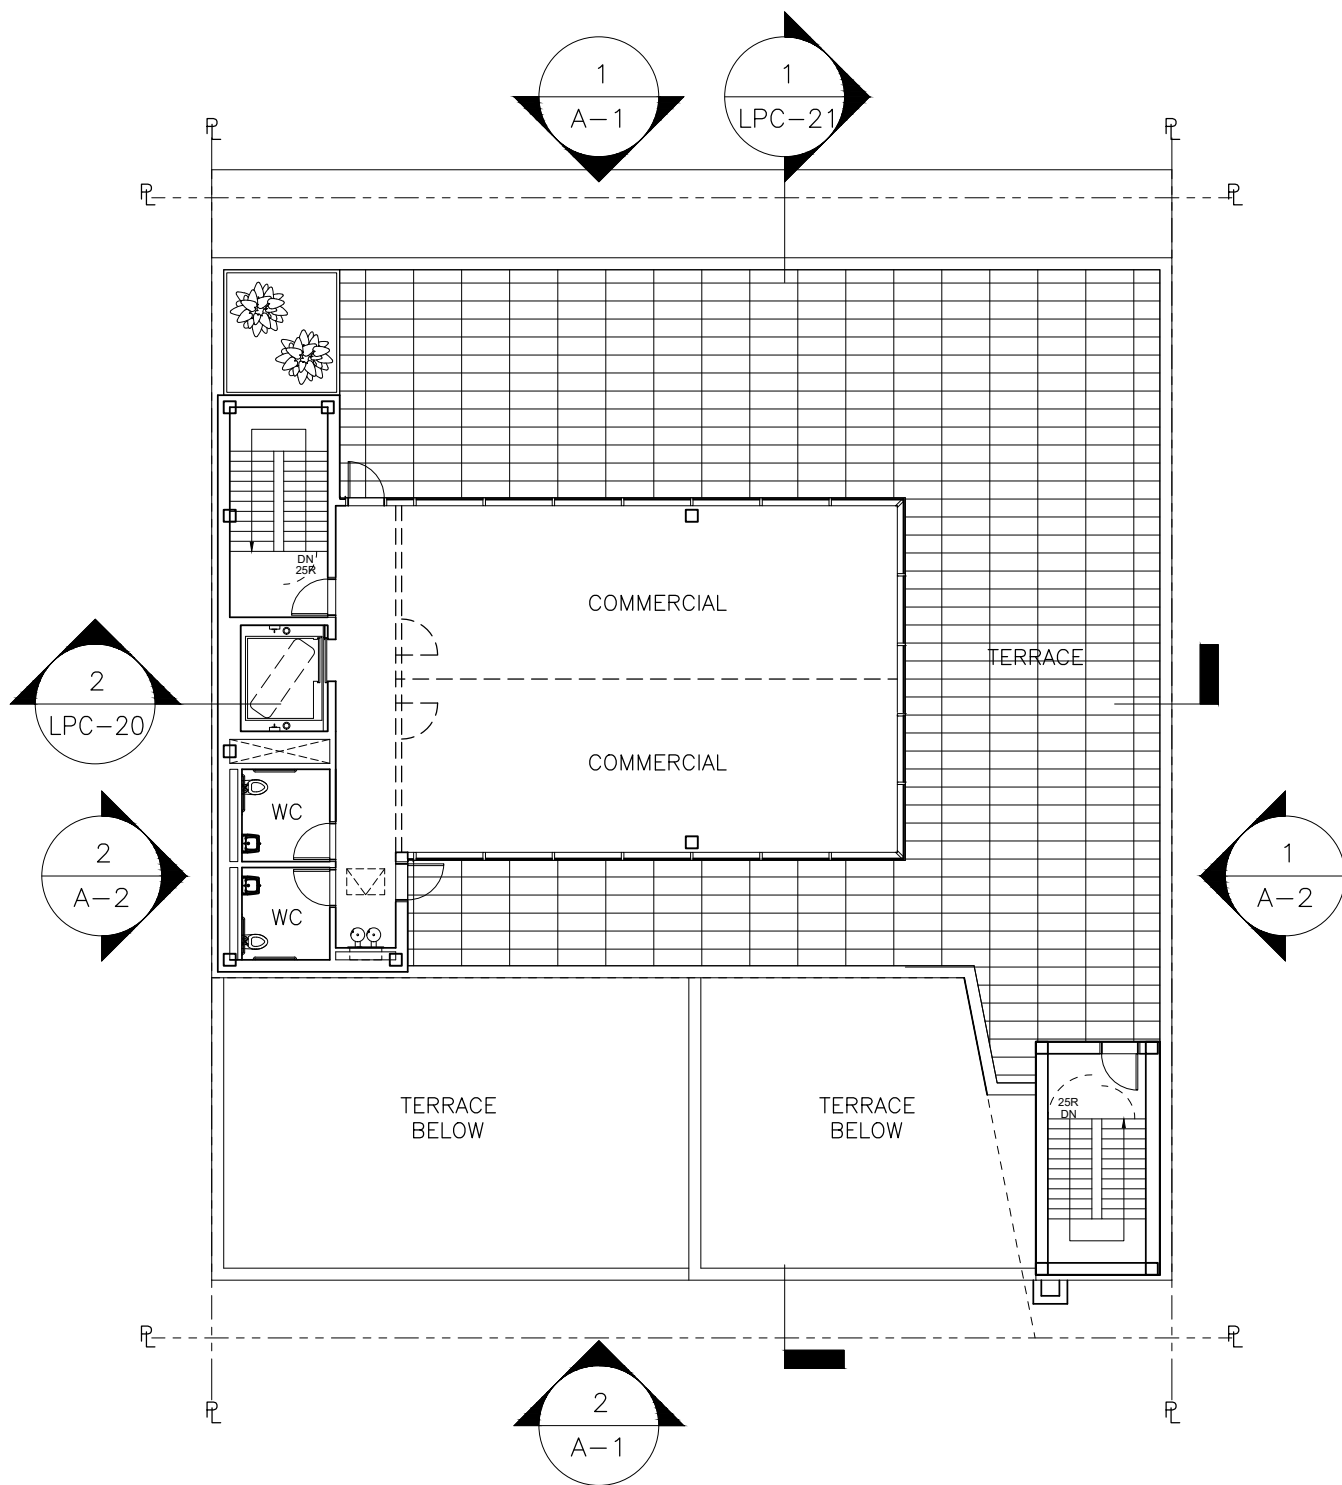 1
A-1
1
LPC-21
PL
PL
PL
PL
DN
25R
COMMERCIAL
TERRACE
2
LPC-20
COMMERCIAL
WC
2
A-2
1
A-2
WC
TERRACE
BELOW
TERRACE
BELOW
25R
DN
PL
PL
2
A-1
PL
PL